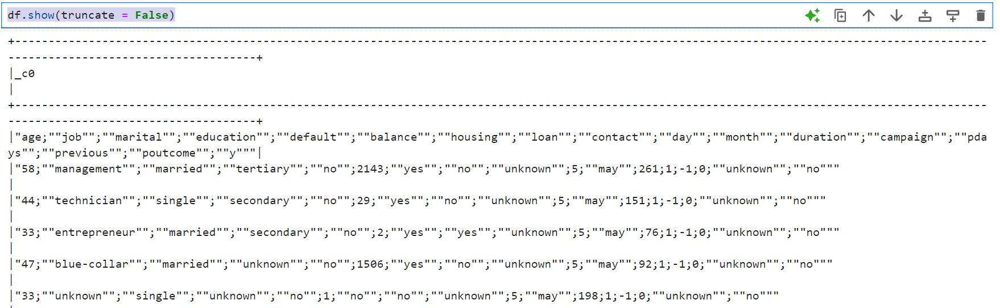 df.show(truncate = False)
+-------------------------------------------------------------------------------------------------------------------------------------------------
-------------------------------------+
|_c0
|
+-------------------------------------------------------------------------------------------------------------------------------------------------
-------------------------------------+
|"age;""job"";""marital"";""education"";""default"";""balance"";""housing"";""loan"";""contact"";""day"";""month"";""duration"";""campaign"";""pda
ys"";""previous"";""poutcome"";""y"""|
|"58;""management"";""married"";""tertiary"";""no"";2143;""yes"";""no"";""unknown"";5;""may"";261;1;-1;0;""unknown"";""no"""
|
|"44;""technician"";""single"";""secondary"";""no"";29;""yes"";""no"";""unknown"";5;""may"";151;1;-1;0;""unknown"";""no"""
|
|"33;""entrepreneur"";""married"";""secondary"";""no"";2;""yes"";""yes"";""unknown"";5;""may"";76;1;-1;0;""unknown"";""no"""
|
|"47;""blue-collar"";""married"";""unknown"";""no"";1506;""yes"";""no"";""unknown"";5;""may"";92;1;-1;0;""unknown"";""no"""
|
|"33;""unknown"";""single"";""unknown"";""no"";1;""no"";""no"";""unknown"";5;""may"";198;1;-1;0;""unknown"";""no"""